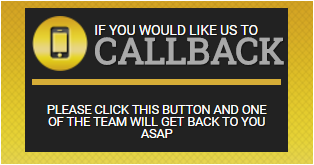 IF YOU WOULD LIKE US TO
CALLBACK
PLEASE CLICK THIS BUTTON AND ONE
OF THE TEAM WILL GET BACK TO YOU
ASAP